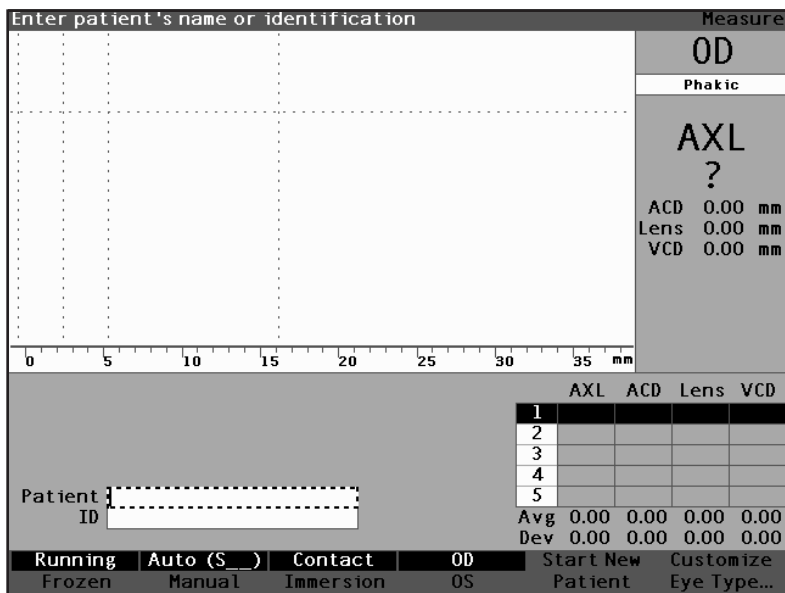 Enter patient's name or identification Measure
OD
Phakic
AXL
?
ACD 0.00 mm
Lens 0.00 mm
VCD 0.00 mm
0 5 10 15 20 25 30 35 mm
AXL ACD Lens VCD
1
2
3
4
5
Patient
ID
Avg 0.00 0.00 0.00 0.00
Dev 0.00 0.00 0.00 0.00
Running Auto (S__) Contact OD Start New Customize
Frozen Manual Immersion OS Patient Eye Type...